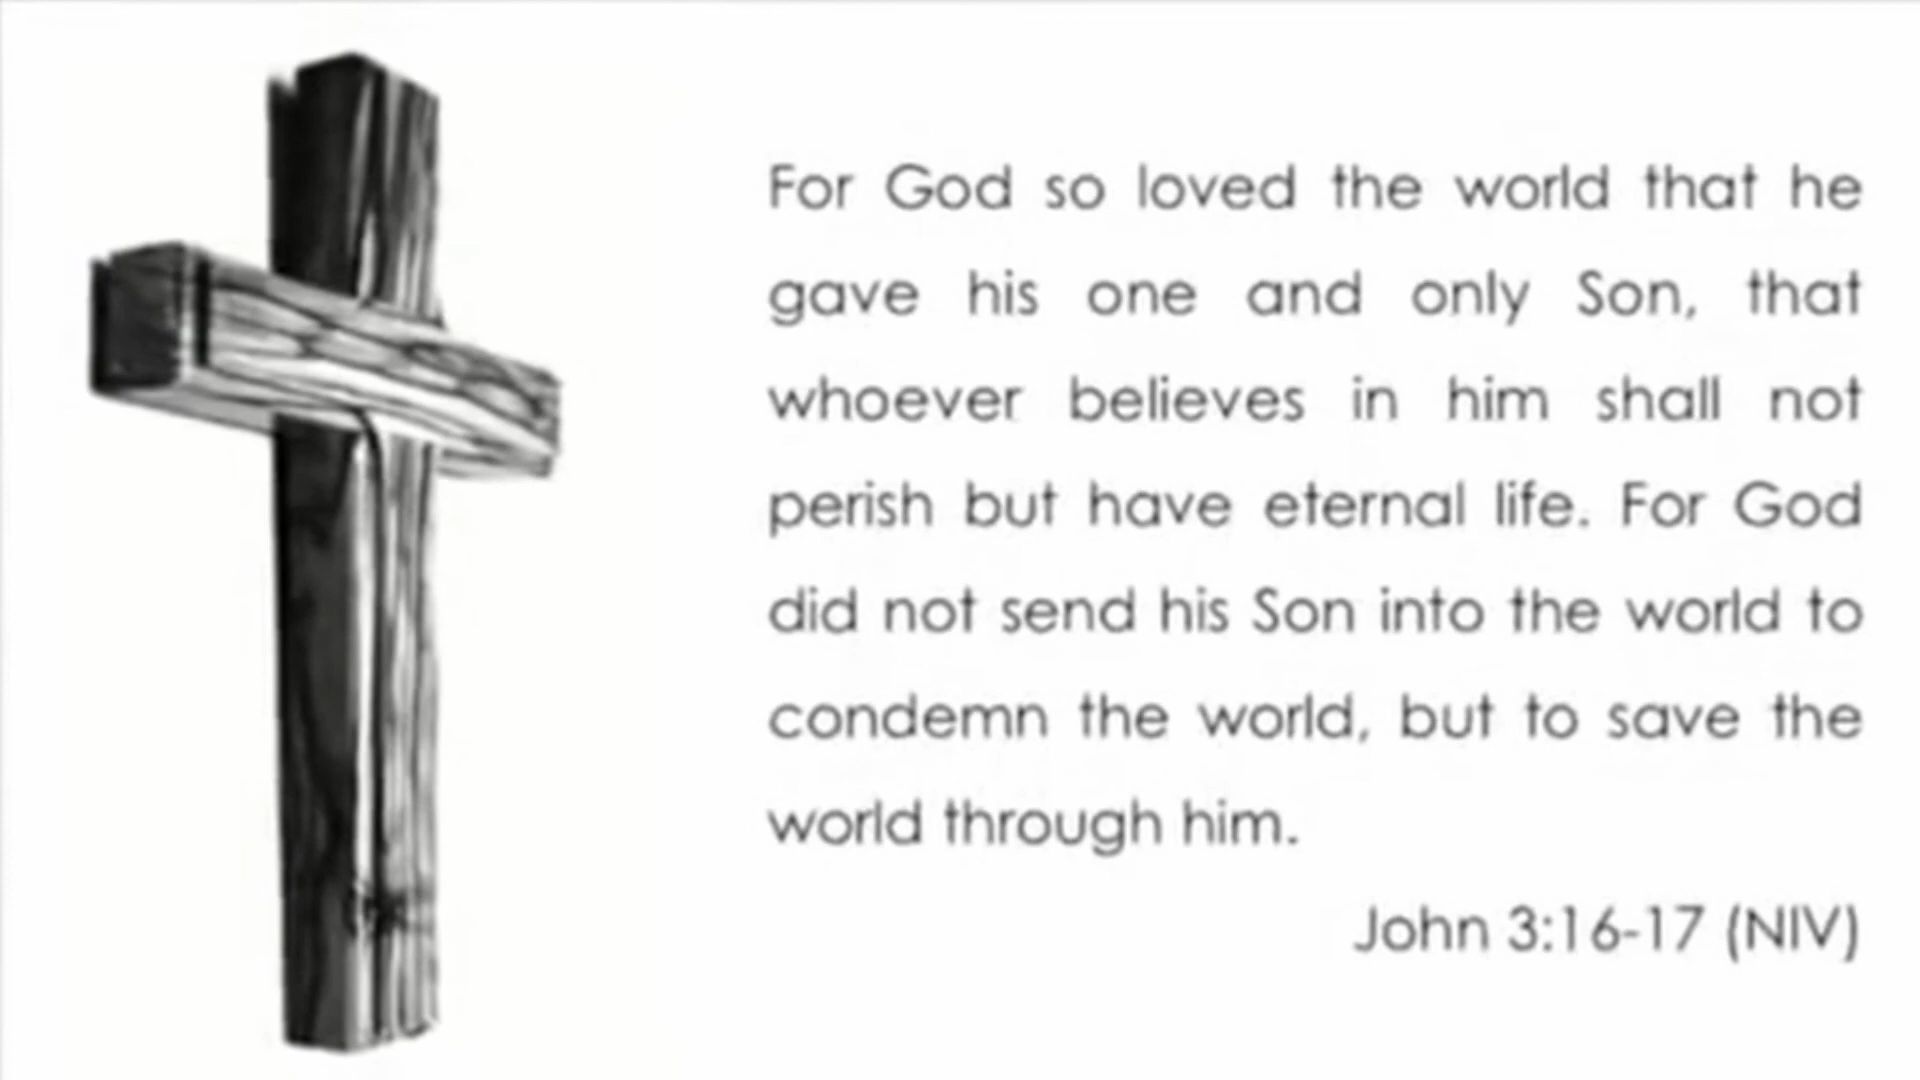 For God so loved the world that he
gave his one and only Son, that
whoever believes in him shall not
perish but have eternal life. For God
did not send his Son into the world to
condemn the world, but to save the
world through him.
John 3:16-17 (NIV)